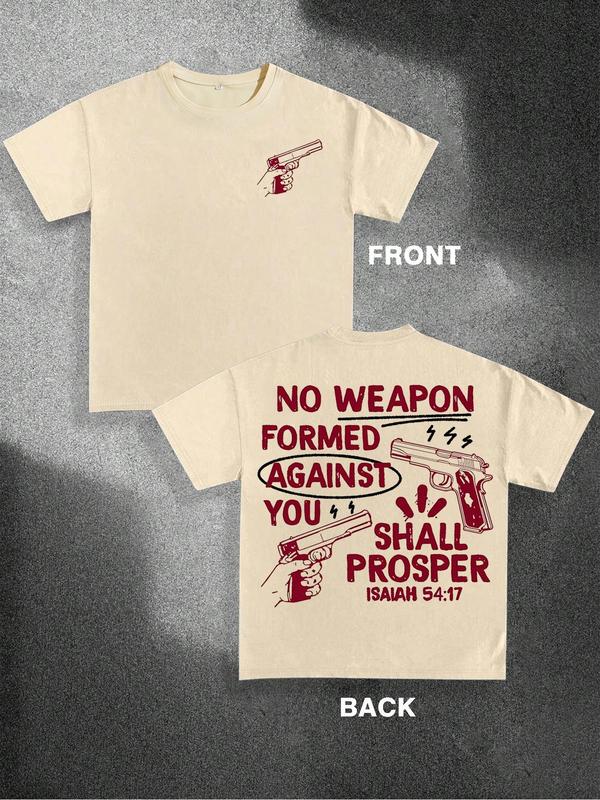 FRONT
NO WEAPON
FORMED
AGAINST
YOU
SHALL
PROSPER
ISAIAH 54:17
BACK